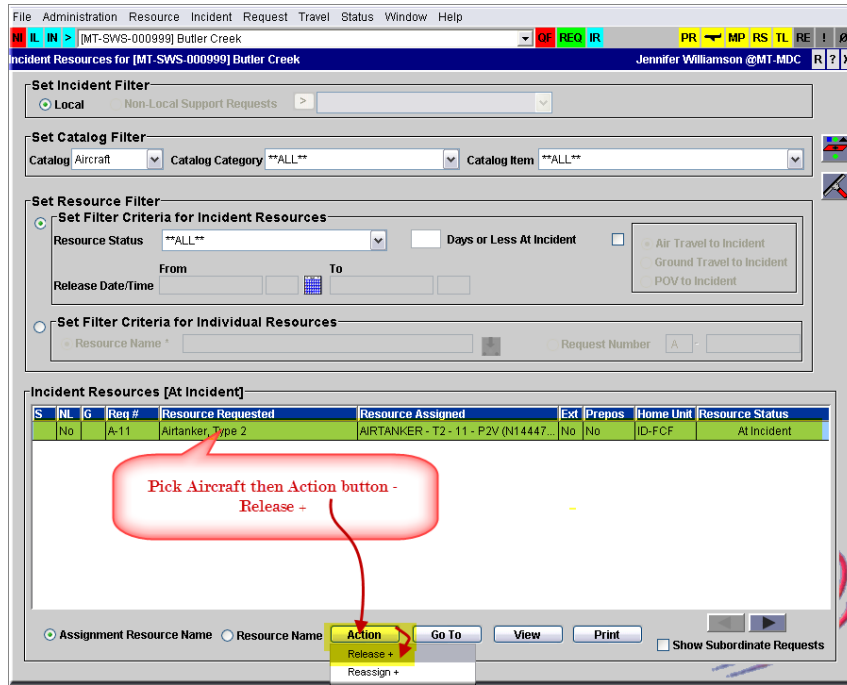 File Administration Resource Incident Request Travel Status Window Help
NI IL IN > [MT-SWS-000999] Butler Creek QF REQ IR PR MP RS TL RE ! Ø
Incident Resources for [MT-SWS-000999] Butler Creek Jennifer Williamson @MT-MDC R ? X
Set Incident Filter
Local Non-Local Support Requests >
Set Catalog Filter
Catalog Aircraft Catalog Category **ALL** Catalog Item **ALL**
Set Resource Filter
Set Filter Criteria for Incident Resources
Resource Status **ALL** Days or Less At Incident Air Travel to Incident
Ground Travel to Incident
From To
POV to Incident
Release Date/Time
Set Filter Criteria for Individual Resources
Resource Name * Request Number A -
Incident Resources [At Incident]
S NL G Req # Resource Requested Resource Assigned Ext Prepos Home Unit Resource Status
No A-11 Airtanker, Type 2 AIRTANKER - T2 - 11 - P2V (N14447... No No ID-FCF At Incident
Pick Aircraft then Action button -
Release +
Assignment Resource Name Resource Name Action Go To View Print Show Subordinate Requests
Release +
Reassign +